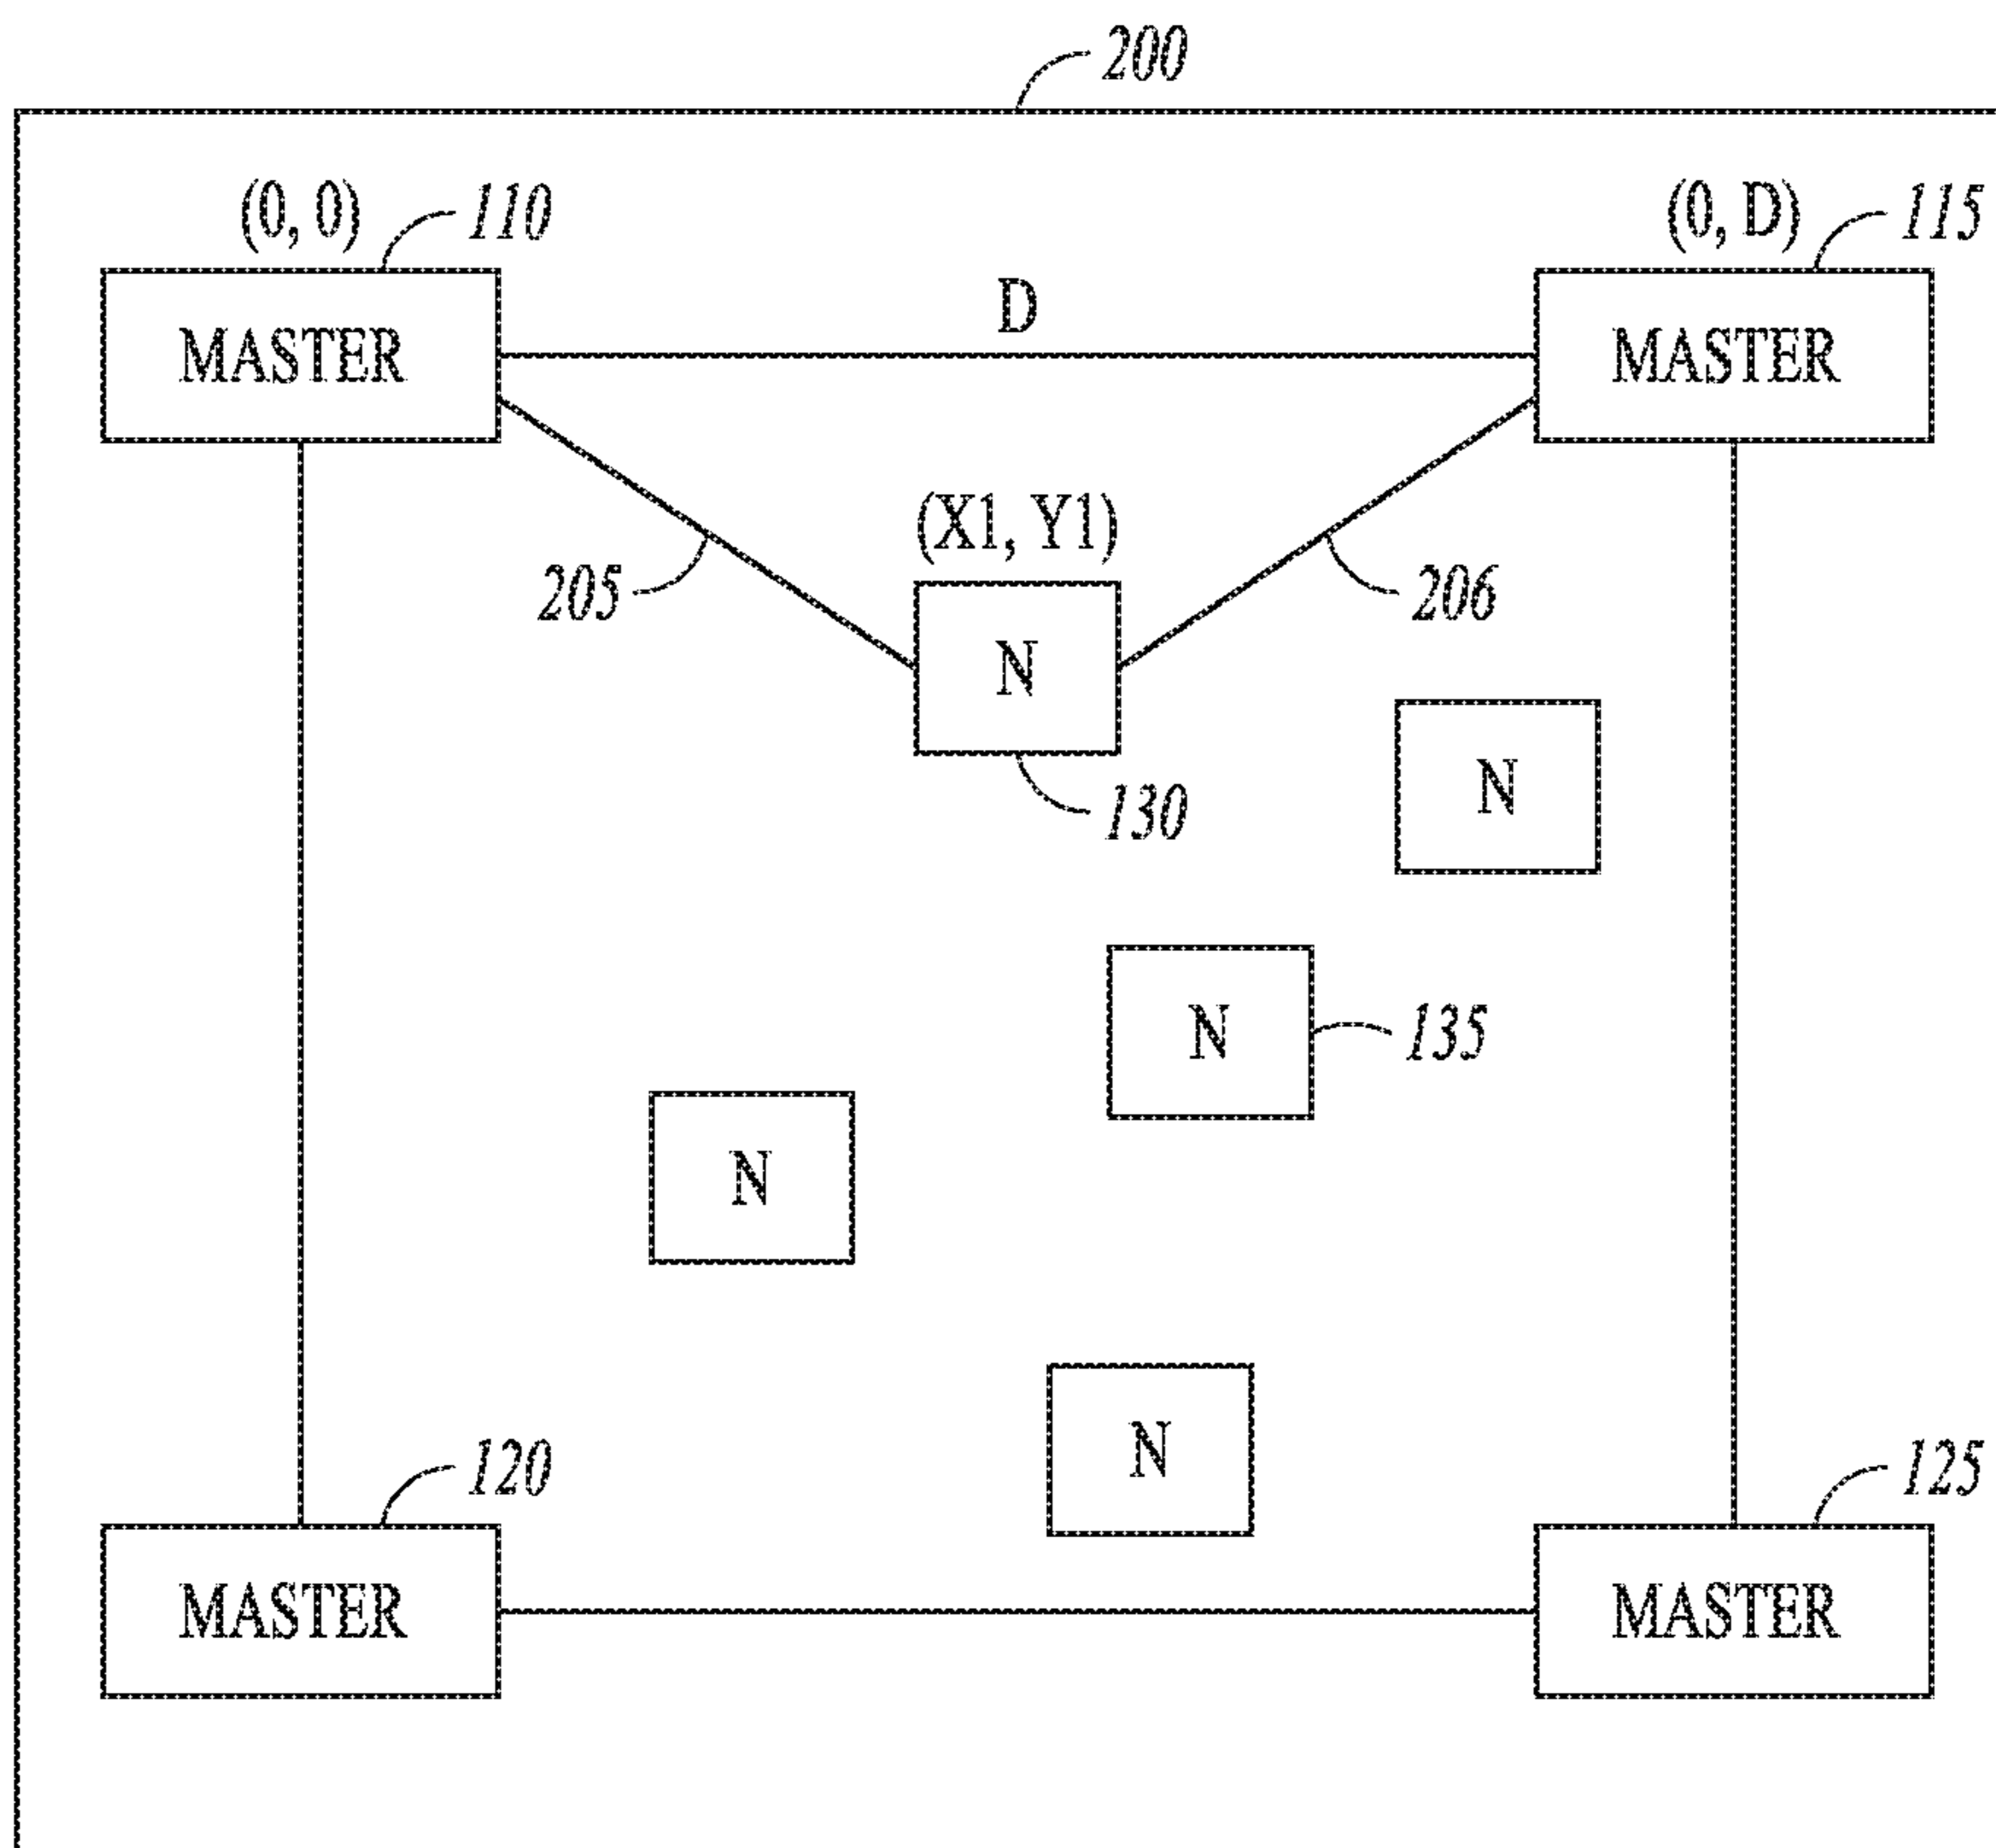 200
(0, 0) 110 (0, D) 115
D
MASTER MASTER
(X1, Y1)
205 206
N
N
130
N 135
N
N
120 125
MASTER MASTER